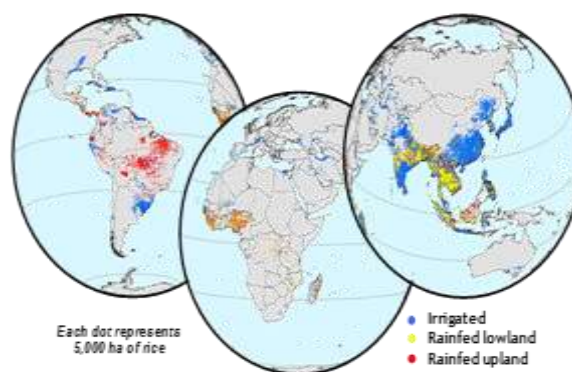 Each dot represents
5,000 ha of rice
Irrigated
Rainfed lowland
Rainfed upland